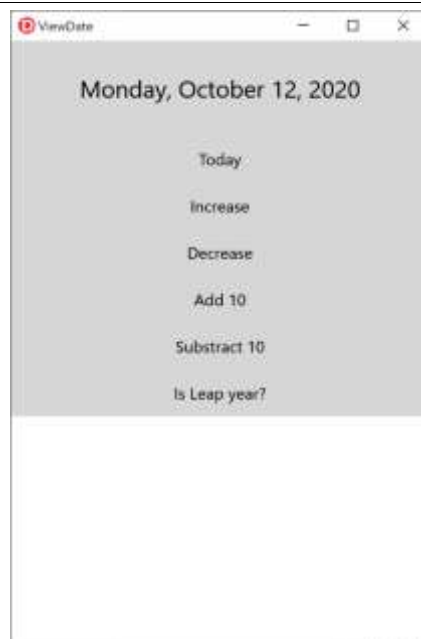 ViewDate
Monday, October 12, 2020
Today
Increase
Decrease
Add 10
Substract 10
Is Leap year?